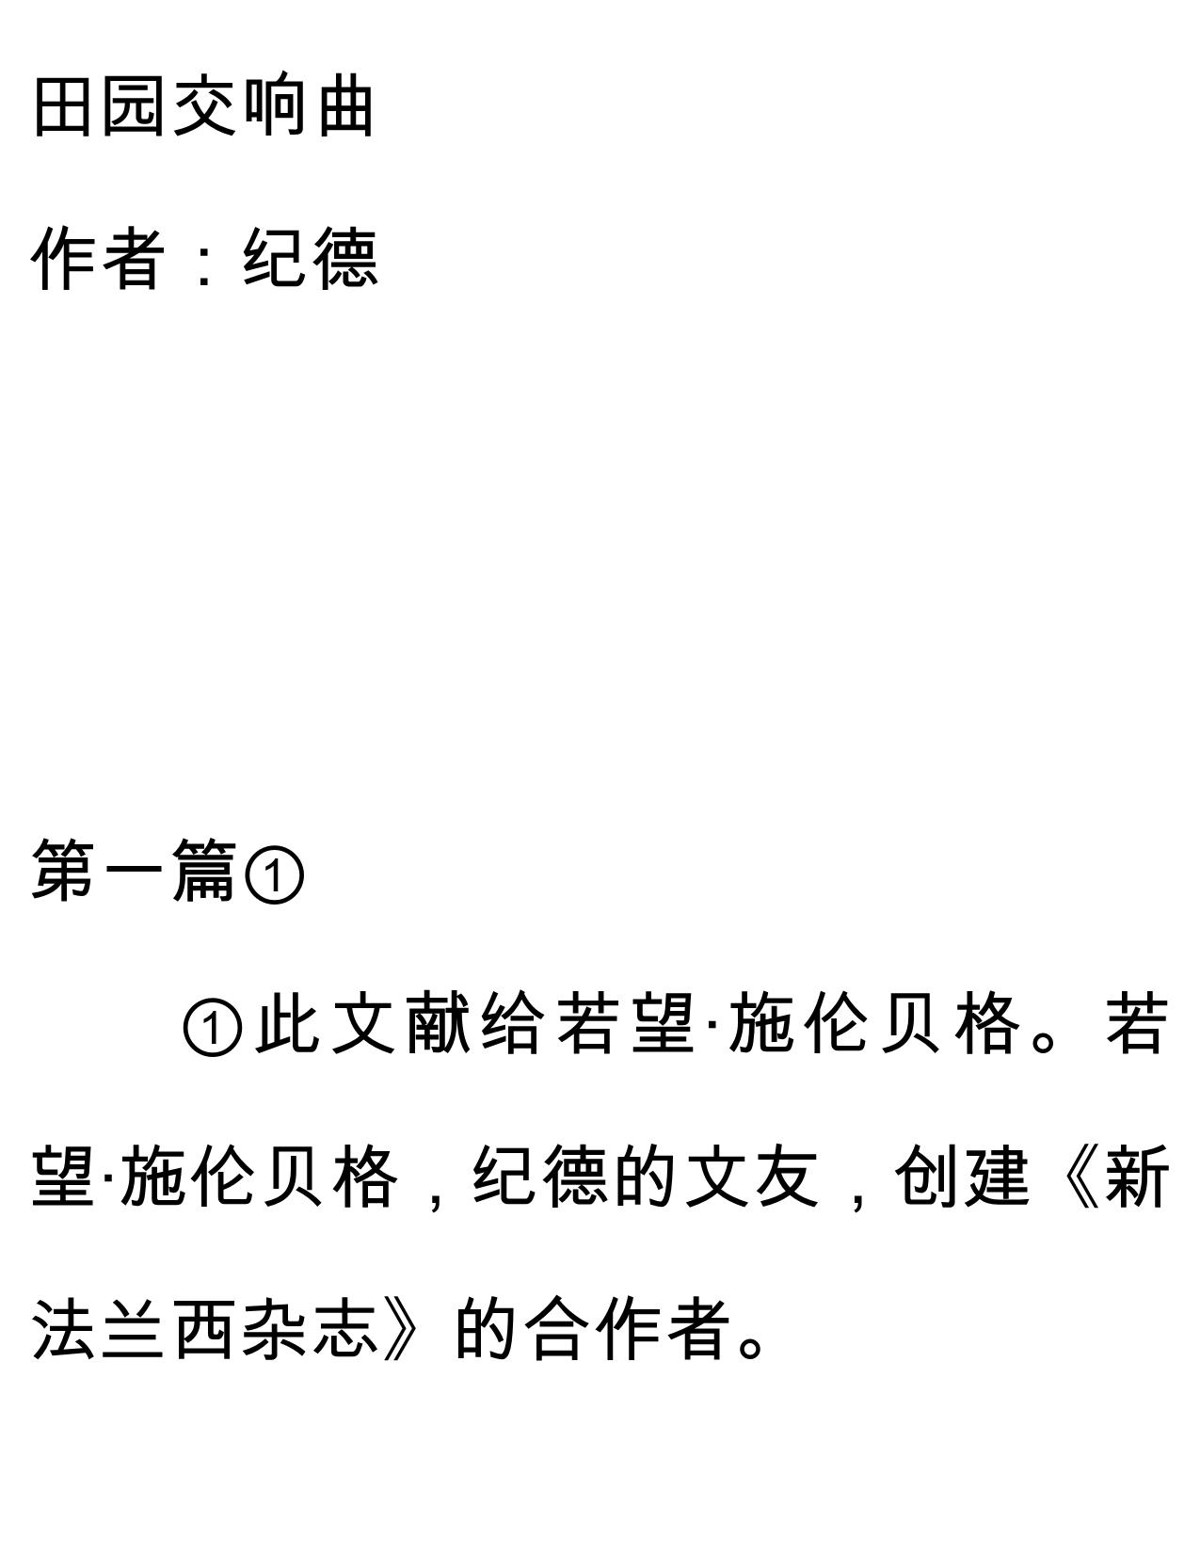 田园交响曲
作者：纪德
第一篇①
①此文献给若望·施伦贝格。若
望·施伦贝格，纪德的文友，创建《新
法兰西杂志》的合作者。